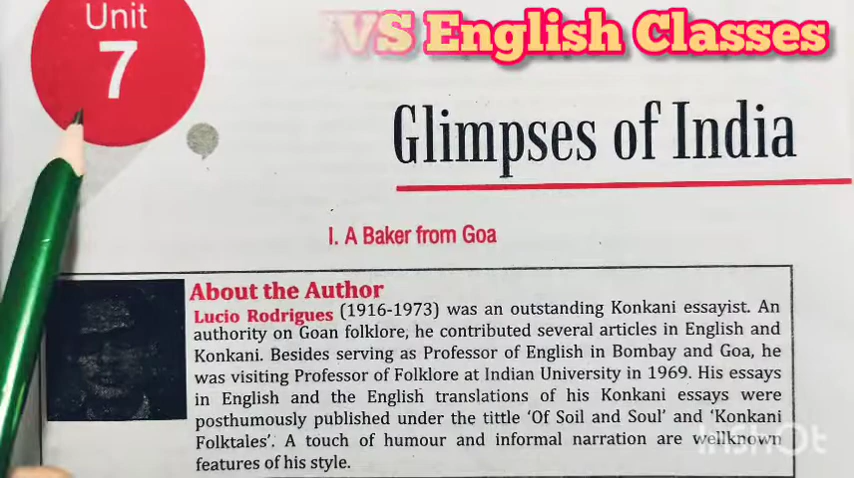 Unit
7
VS English Classes
Glimpses of India
I. A Baker from Goa
About the Author
Lucio Rodrigues (1916-1973) was an outstanding Konkani essayist. An
authority on Goan folklore, he contributed several articles in English and
Konkani. Besides serving as Professor of English in Bombay and Goa, he
was visiting Professor of Folklore at Indian University in 1969. His essays
in English and the English translations of his Konkani essays were
posthumously published under the tittle 'Of Soil and Soul' and 'Konkani
Folktales'. A touch of humour and informal narration are wellknown
features of his style.
InShOt